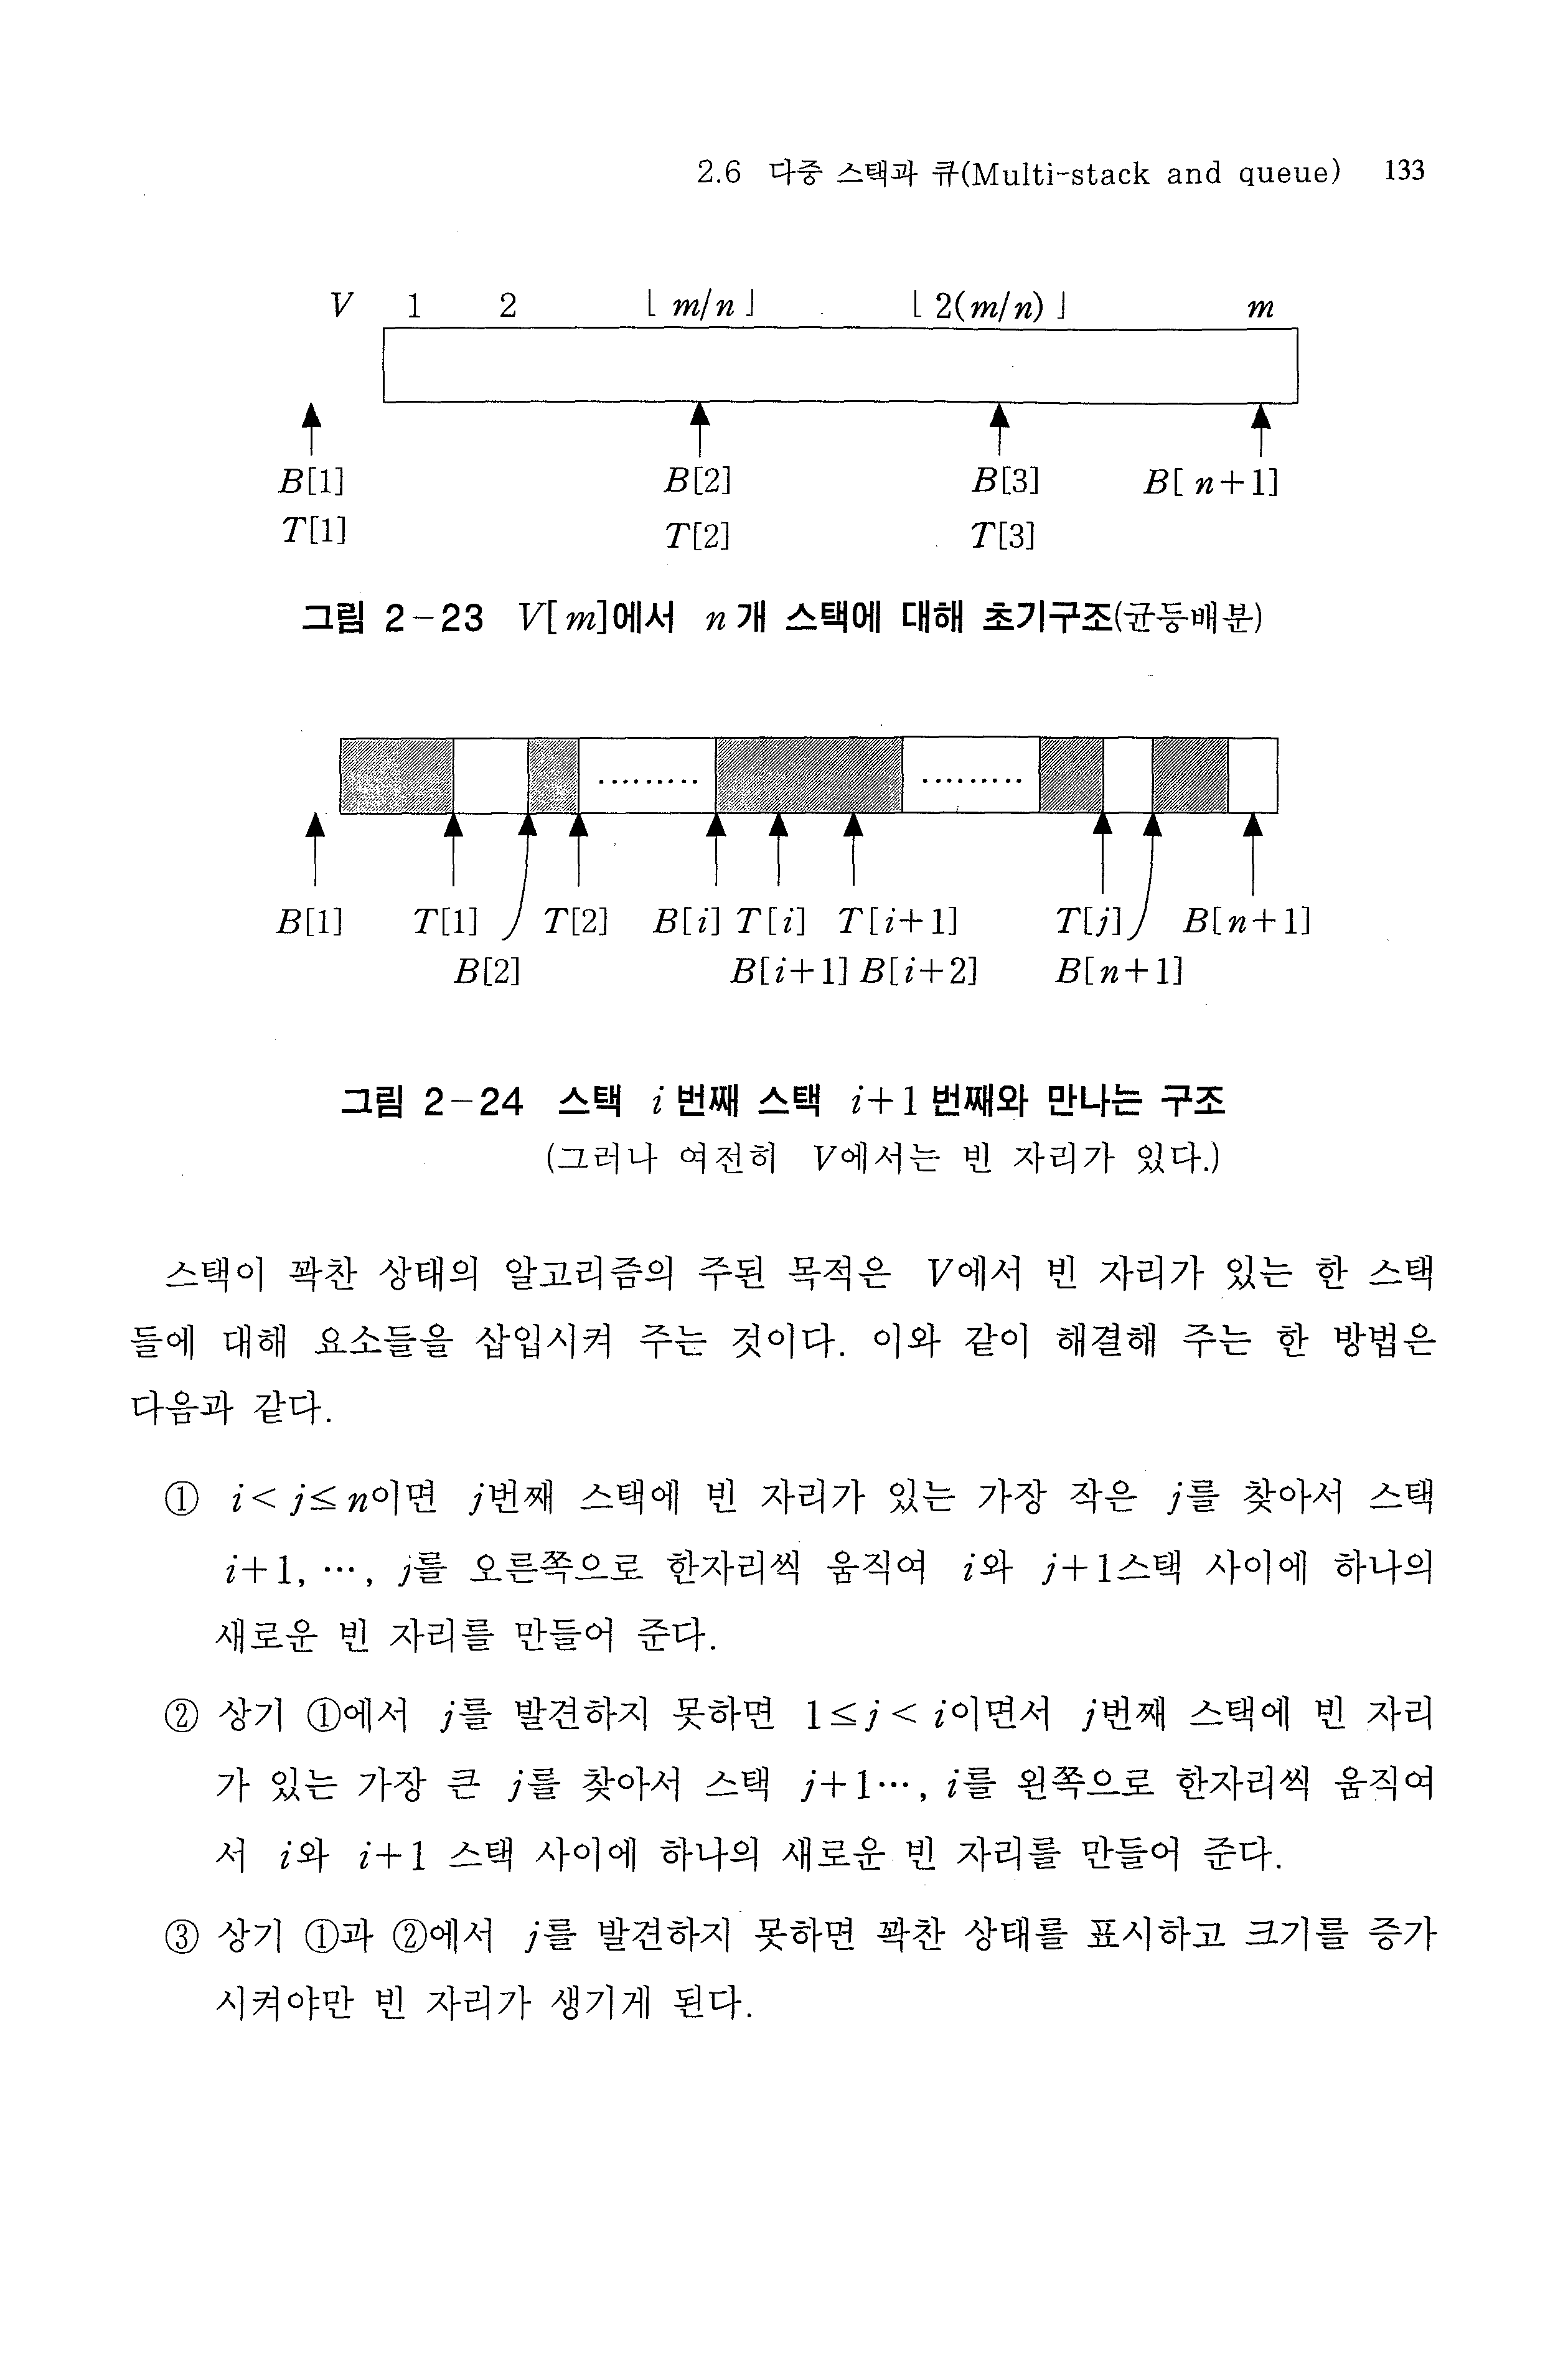 2.6 다중 스택과 큐(Multi-stack and queue) 133
V 1 2 ⌊ m/n ⌋ ⌊ 2(m/n) ⌋ m
B[1] B[2] B[3] B[ n+1]
T[1] T[2] T[3]
그림 2-23 V[m]에서 n개 스택에 대해 초기구조(균등배분)
......... .........
B[1] T[1] T[2] B[i] T[i] T[i+1] T[j] B[n+1]
B[2] B[i+1] B[i+2] B[n+1]
그림 2-24 스택 i번째 스택 i+1번째와 만나는 구조
(그러나 여전히 V에서는 빈 자리가 있다.)
스택이 꽉찬 상태의 알고리즘의 주된 목적은 V에서 빈 자리가 있는 한 스택
들에 대해 요소들을 삽입시켜 주는 것이다. 이와 같이 해결해 주는 한 방법은
다음과 같다.
① i<j≤n이면 j번째 스택에 빈 자리가 있는 가장 작은 j를 찾아서 스택
i+1, …, j를 오른쪽으로 한자리씩 움직여 i와 j+1스택 사이에 하나의
새로운 빈 자리를 만들어 준다.
② 상기 ①에서 j를 발견하지 못하면 1≤j<i이면서 j번째 스택에 빈 자리
가 있는 가장 큰 j를 찾아서 스택 j+1…, i를 왼쪽으로 한자리씩 움직여
서 i와 i+1 스택 사이에 하나의 새로운 빈 자리를 만들어 준다.
③ 상기 ①과 ②에서 j를 발견하지 못하면 꽉찬 상태를 표시하고 크기를 증가
시켜야만 빈 자리가 생기게 된다.